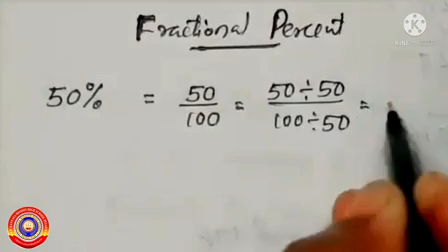 Fractional Percent
50% = 50/100 = 50÷50/100÷50 =